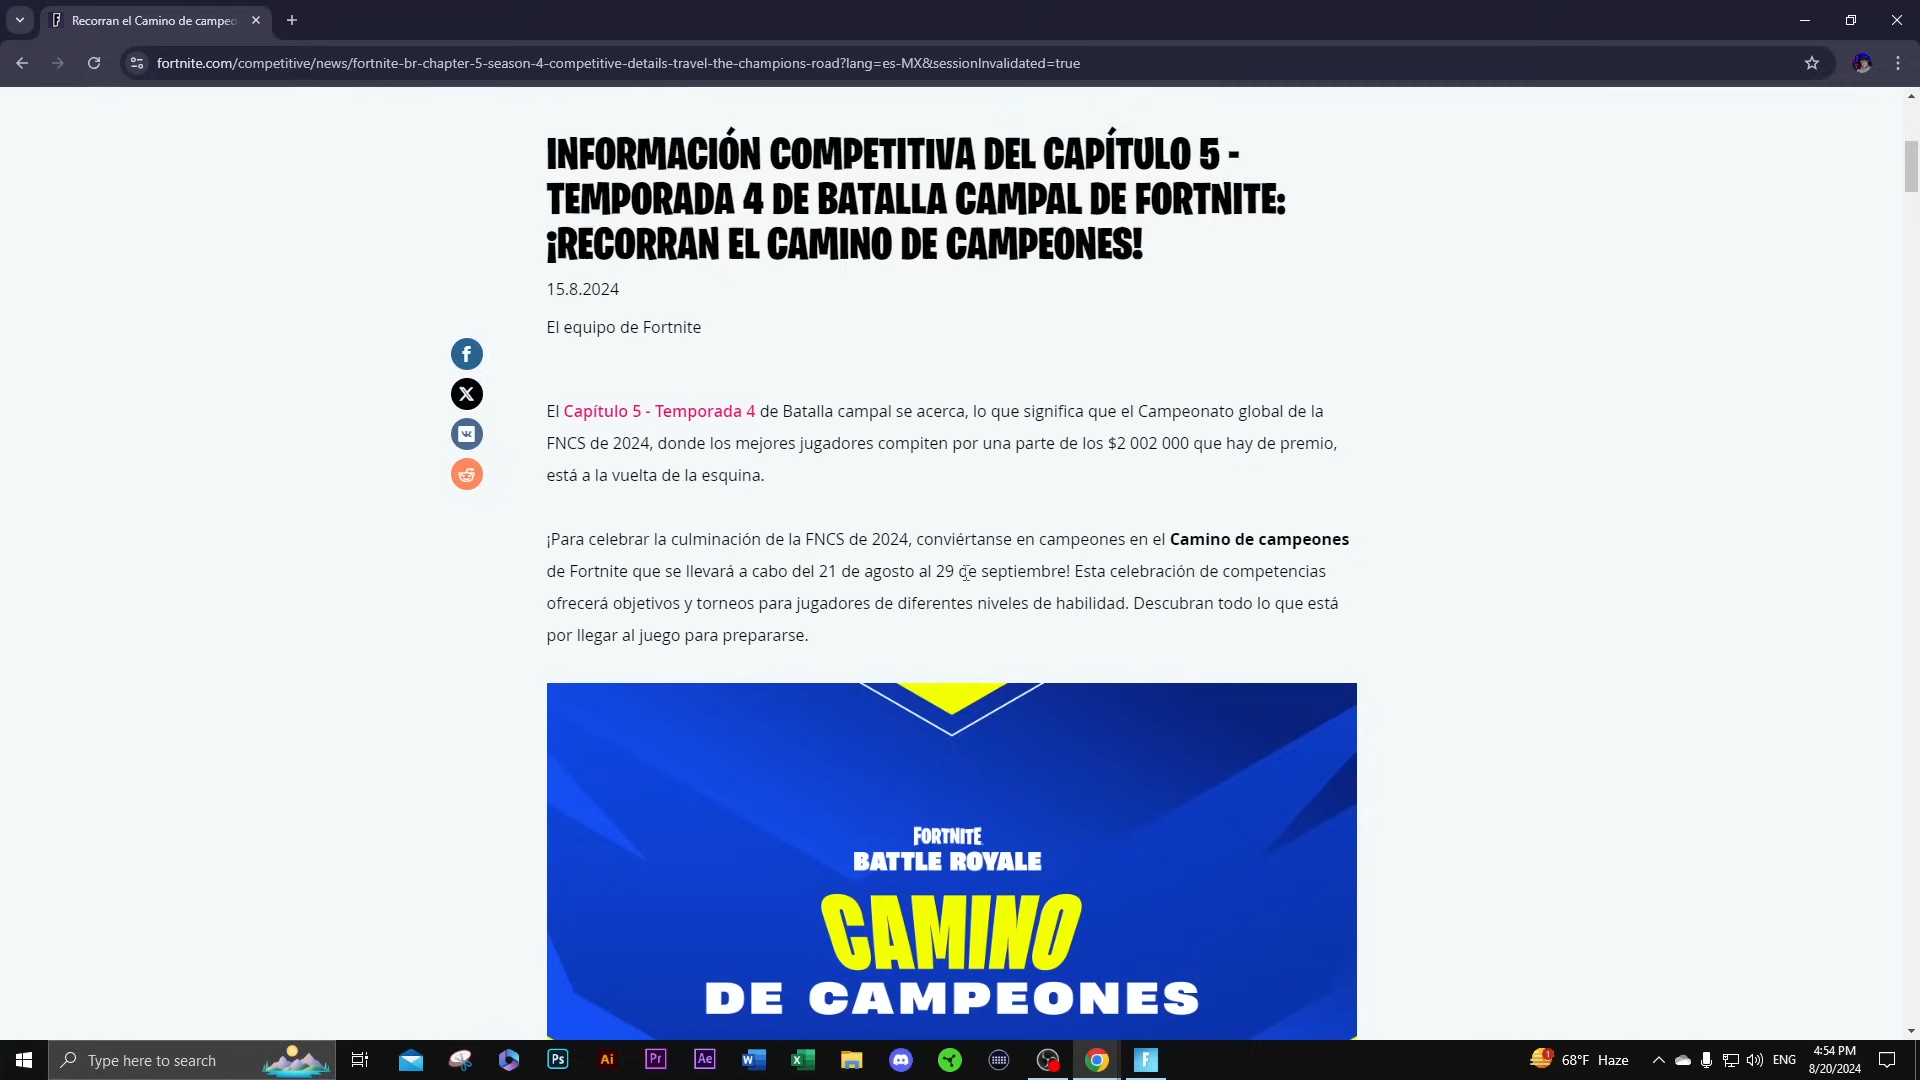 Recorran el Camino de campeo
fortnite.com/competitive/news/fortnite-br-chapter-5-season-4-competitive-details-travel-the-champions-road?lang=es-MX&sessionInvalidated=true
INFORMACIÓN COMPETITIVA DEL CAPÍTULO 5 -
TEMPORADA 4 DE BATALLA CAMPAL DE FORTNITE:
¡RECORRAN EL CAMINO DE CAMPEONES!
15.8.2024
El equipo de Fortnite
El Capítulo 5 - Temporada 4 de Batalla campal se acerca, lo que significa que el Campeonato global de la
FNCS de 2024, donde los mejores jugadores compiten por una parte de los $2 002 000 que hay de premio,
está a la vuelta de la esquina.
¡Para celebrar la culminación de la FNCS de 2024, conviértanse en campeones en el Camino de campeones
de Fortnite que se llevará a cabo del 21 de agosto al 29 de septiembre! Esta celebración de competencias
ofrecerá objetivos y torneos para jugadores de diferentes niveles de habilidad. Descubran todo lo que está
por llegar al juego para prepararse.
FORTNITE
BATTLE ROYALE
CAMINO
DE CAMPEONES
Type here to search
Ps
Ai
Pr
Ae
68°F Haze
ENG
4:54 PM
8/20/2024